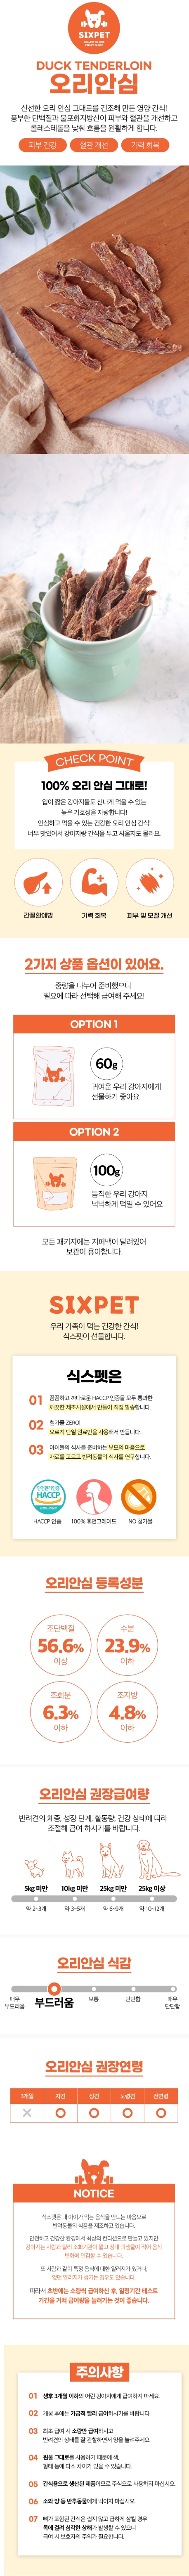 SIXPET
DUCK TENDERLOIN
오리안심
신선한 오리 안심 그대로를 건조해 만든 영양 간식!
풍부한 단백질과 불포화지방산이 피부와 혈관을 개선하고
콜레스테롤을 낮춰 흐름을 원활하게 합니다.
피부 건강
혈관 개선
기력 회복
CHECK POINT
100% 오리 안심 그대로!
입이 짧은 강아지들도 신나게 먹을 수 있는
높은 기호성을 자랑합니다!
안심하고 먹을 수 있는 건강한 오리 안심 간식!
너무 맛있어서 강아지랑 간식을 두고 싸울지도 몰라요.
간질환예방
기력 회복
피부 및 모질 개선
2가지 상품 옵션이 있어요.
중량을 나누어 준비했으니
필요에 따라 선택해 급여해 주세요!
OPTION 1
60g
귀여운 우리 강아지에게
선물하기 좋아요
OPTION 2
100g
듬직한 우리 강아지
넉넉하게 먹일 수 있어요
모든 패키지에는 지퍼백이 달려있어
보관이 용이합니다.
SIXPET
우리 가족이 먹는 건강한 간식!
식스펫이 선물합니다.
식스펫은
01 꼼꼼하고 까다로운 HACCP 인증을 모두 통과한
깨끗한 제조시설에서 만들어 직접 발송합니다.
02 첨가물 ZERO!
오로지 단일 원료만을 사용해서 만듭니다.
03 아이들의 식사를 준비하는 부모의 마음으로
재료를 고르고 반려동물의 식사를 연구합니다.
HACCP
HACCP 인증
100% 휴먼그레이드
NO 첨가물
오리안심 등록성분
조단백질
56.6%
이상
수분
23.9%
이하
조회분
6.3%
이하
조지방
4.8%
이하
오리안심 권장급여량
반려견의 체중, 성장 단계, 활동량, 건강 상태에 따라
조절해 급여 하시기를 바랍니다.
5kg 미만
10kg 미만
25kg 미만
25kg 이상
약 2~3개
약 3~5개
약 6~9개
약 10~12개
오리안심 식감
매우
부드러움
부드러움
보통
단단함
매우
단단함
오리안심 권장연령
3개월
자견
성견
노령견
전연령
NOTICE
식스펫은 내 아이가 먹는 음식을 만드는 마음으로
반려동물의 식품을 제조하고 있습니다.
안전하고 건강한 환경에서 최상의 컨디션으로 만들고 있지만
강아지는 사람과 달리 소화기관이 짧고 장내 미생물이 적어 음식
변화에 민감할 수 있습니다.
또 사람과 같이 특정 음식에 대한 알러지가 있거나,
없던 알러지가 생기는 경우도 있습니다.
따라서 초반에는 소량씩 급여하신 후, 일정기간 테스트
기간을 거쳐 급여량을 늘려가는 것이 좋습니다.
주의사항
01 생후 3개월 이하의 어린 강아지에게 급여하지 마세요.
02 개봉 후에는 가급적 빨리 급여하시기를 바랍니다.
03 최초 급여 시 소량만 급여하시고
반려견의 상태를 잘 관찰하면서 양을 늘려주세요.
04 원물 그대로를 사용하기 때문에 색,
형태 등에 다소 차이가 있을 수 있습니다.
05 간식용으로 생산된 제품이므로 주식으로 사용하지 마십시오.
06 소와 양 등 반추동물에게 먹이지 마십시오.
07 뼈가 포함된 간식은 씹지 않고 급하게 삼킬 경우
목에 걸려 심각한 상해가 발생할 수 있으니
급여 시 보호자의 주의가 필요합니다.